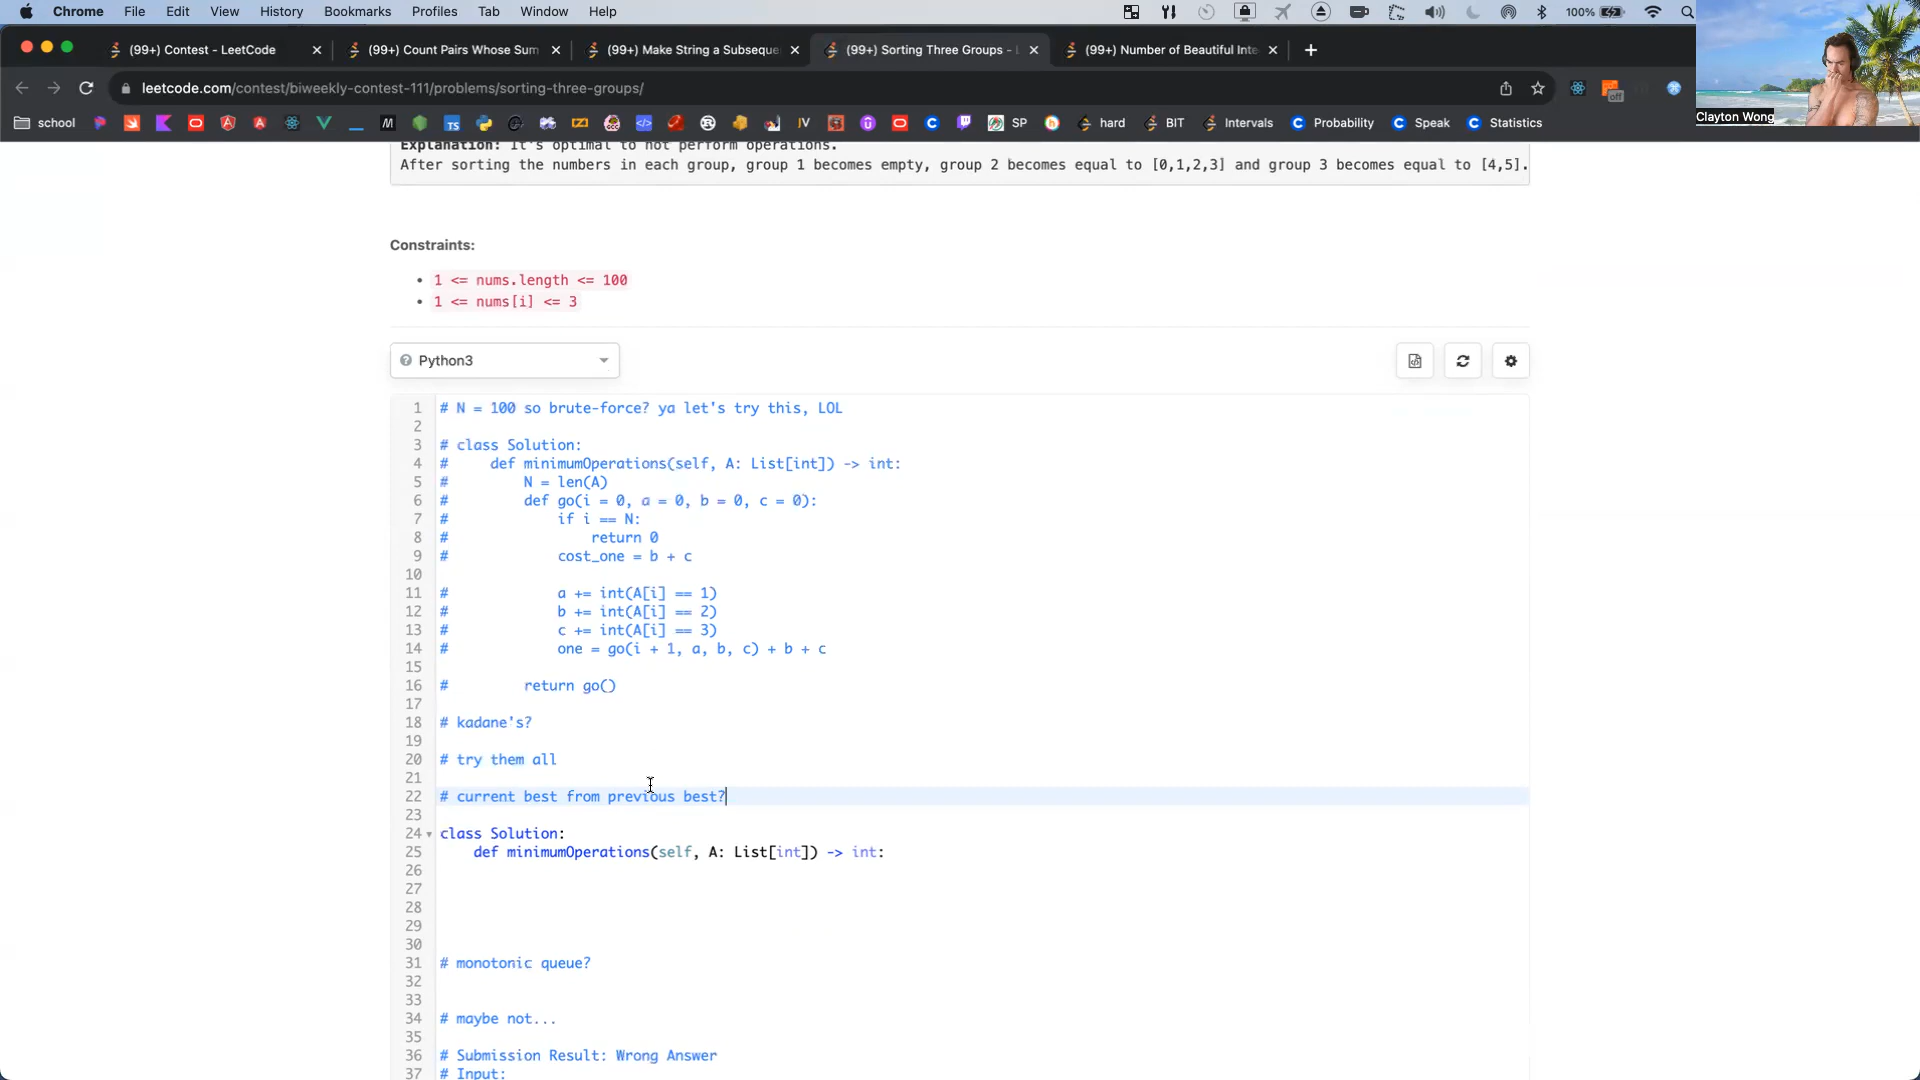 Chrome File Edit View History Bookmarks Profiles Tab Window Help 100%
(99+) Contest - LeetCode (99+) Count Pairs Whose Sum (99+) Make String a Subseque (99+) Sorting Three Groups - L (99+) Number of Beautiful Inte
leetcode.com/contest/biweekly-contest-111/problems/sorting-three-groups/
off
Clayton Wong
school SP JV hard BIT Intervals Probability Speak Statistics
Explanation: It's optimal to not perform operations.
After sorting the numbers in each group, group 1 becomes empty, group 2 becomes equal to [0,1,2,3] and group 3 becomes equal to [4,5].
Constraints:
1 <= nums.length <= 100
1 <= nums[i] <= 3
Python3
1 # N = 100 so brute-force? ya let's try this, LOL
2
3 # class Solution:
4 #     def minimumOperations(self, A: List[int]) -> int:
5 #         N = len(A)
6 #         def go(i = 0, a = 0, b = 0, c = 0):
7 #             if i == N:
8 #                 return 0
9 #             cost_one = b + c
10
11 #             a += int(A[i] == 1)
12 #             b += int(A[i] == 2)
13 #             c += int(A[i] == 3)
14 #             one = go(i + 1, a, b, c) + b + c
15
16 #         return go()
17
18 # kadane's?
19
20 # try them all
21
22 # current best from previous best?
23
24 class Solution:
25     def minimumOperations(self, A: List[int]) -> int:
26
27
28
29
30
31 # monotonic queue?
32
33
34 # maybe not...
35
36 # Submission Result: Wrong Answer
37 # Input: